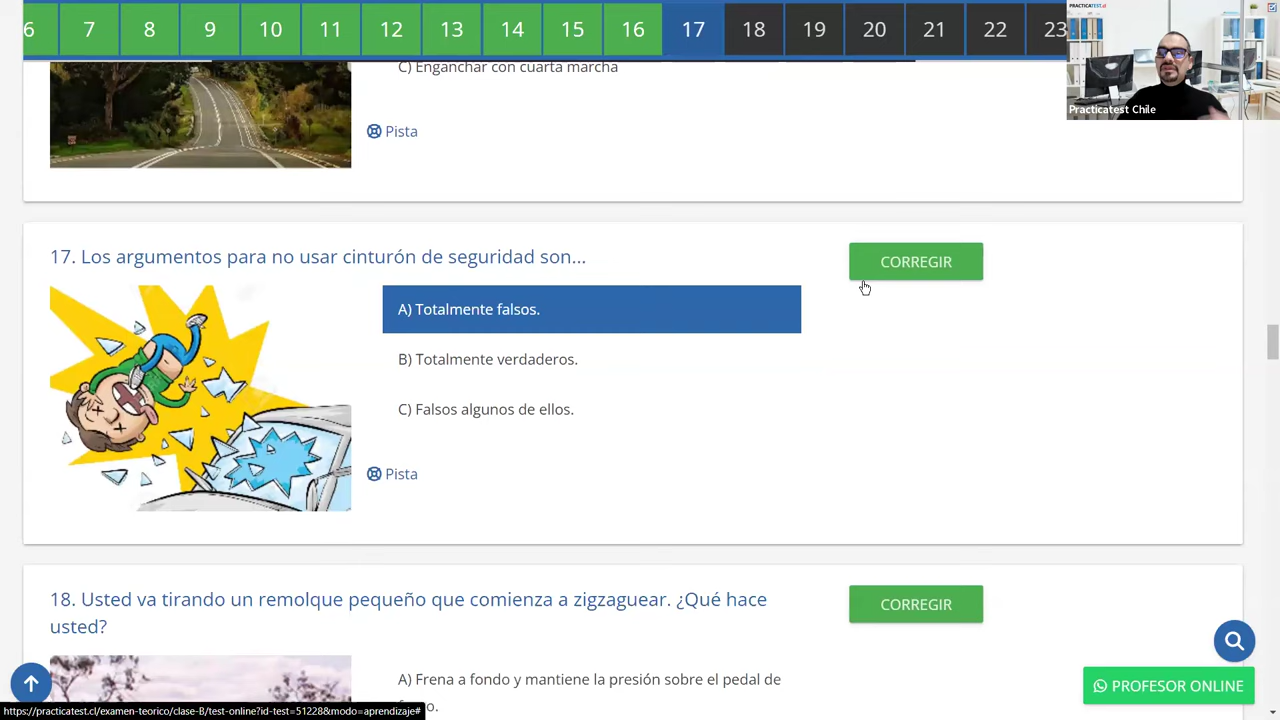 6 7 8 9 10 11 12 13 14 15 16 17 18 19 20 21 22 23
PRACTICATEST.cl
Practicatest Chile
C) Enganchar con cuarta marcha
Pista
17. Los argumentos para no usar cinturón de seguridad son...
CORREGIR
A) Totalmente falsos.
B) Totalmente verdaderos.
C) Falsos algunos de ellos.
Pista
18. Usted va tirando un remolque pequeño que comienza a zigzaguear. ¿Qué hace
usted?
CORREGIR
A) Frena a fondo y mantiene la presión sobre el pedal de
PROFESOR ONLINE
https://practicatest.cl/examen-teorico/clase-B/test-online?id-test=51228&modo=aprendizaje#